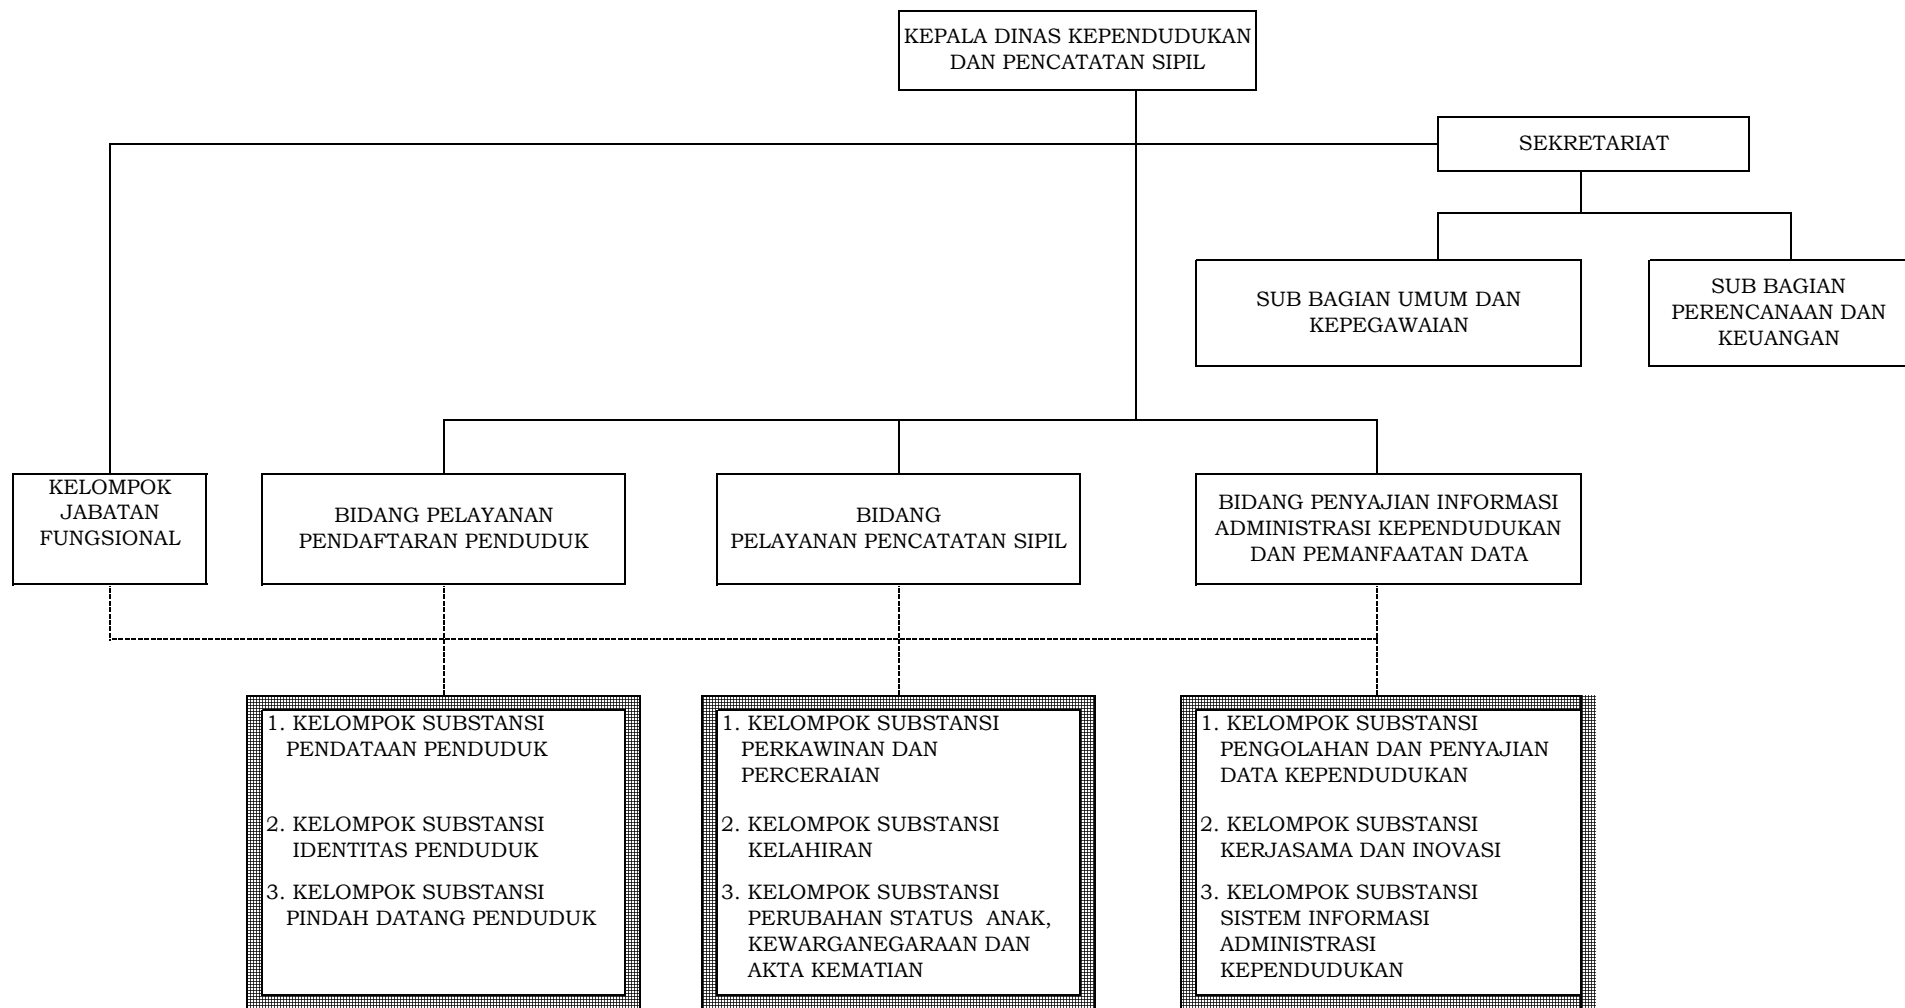 KEPALA DINAS KEPENDUDUKAN
DAN PENCATATAN SIPIL
SEKRETARIAT
SUB BAGIAN UMUM DAN
KEPEGAWAIAN
SUB BAGIAN
PERENCANAAN DAN
KEUANGAN
KELOMPOK
JABATAN
FUNGSIONAL
BIDANG PELAYANAN
PENDAFTARAN PENDUDUK
BIDANG
PELAYANAN PENCATATAN SIPIL
BIDANG PENYAJIAN INFORMASI
ADMINISTRASI KEPENDUDUKAN
DAN PEMANFAATAN DATA
1. KELOMPOK SUBSTANSI
PENDATAAN PENDUDUK
2. KELOMPOK SUBSTANSI
IDENTITAS PENDUDUK
3. KELOMPOK SUBSTANSI
PINDAH DATANG PENDUDUK
1. KELOMPOK SUBSTANSI
PERKAWINAN DAN
PERCERAIAN
2. KELOMPOK SUBSTANSI
KELAHIRAN
3. KELOMPOK SUBSTANSI
PERUBAHAN STATUS  ANAK,
KEWARGANEGARAAN DAN
AKTA KEMATIAN
1. KELOMPOK SUBSTANSI
PENGOLAHAN DAN PENYAJIAN
DATA KEPENDUDUKAN
2. KELOMPOK SUBSTANSI
KERJASAMA DAN INOVASI
3. KELOMPOK SUBSTANSI
SISTEM INFORMASI
ADMINISTRASI
KEPENDUDUKAN